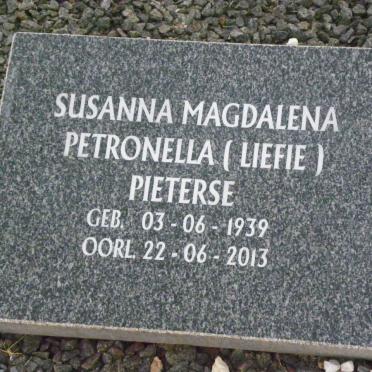 SUSANNA MAGDALENA
PETRONELLA ( LIEFIE )
PIETERSE
GEB. 03 - 06 - 1939
OORL. 22 - 06 - 2013